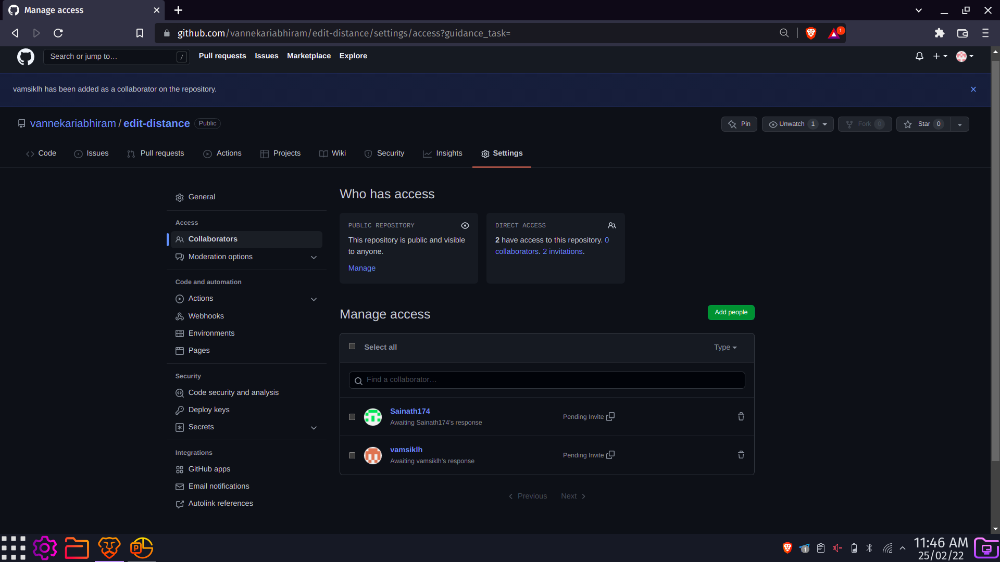 Manage access
github.com/vannekariabhiram/edit-distance/settings/access?guidance_task=
1
Search or jump to…
/
Pull requests
Issues
Marketplace
Explore
vamsiklh has been added as a collaborator on the repository.
vannekariabhiram / edit-distance Public
Pin
Unwatch 1
Fork 0
Star 0
Code
Issues
Pull requests
Actions
Projects
Wiki
Security
Insights
Settings
General
Access
Collaborators
Moderation options
Code and automation
Actions
Webhooks
Environments
Pages
Security
Code security and analysis
Deploy keys
Secrets
Integrations
GitHub apps
Email notifications
Autolink references
Who has access
PUBLIC REPOSITORY
This repository is public and visible
to anyone.
Manage
DIRECT ACCESS
2 have access to this repository. 0
collaborators. 2 invitations.
Manage access
Add people
Select all
Type
Find a collaborator…
Sainath174
Awaiting Sainath174's response
Pending Invite
vamsiklh
Awaiting vamsiklh's response
Pending Invite
Previous
Next
P
1
11:46 AM
25/02/22